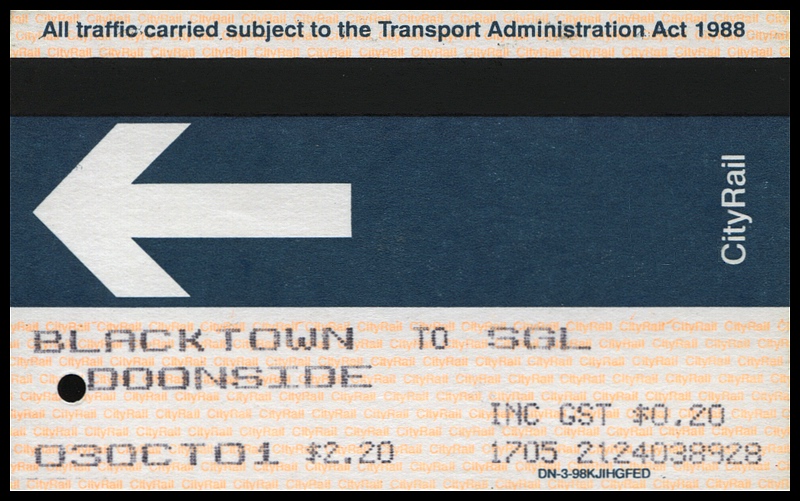 All traffic carried subject to the Transport Administration Act 1988
CityRail
BLACKTOWN TO SGL
DOONSIDE
INC GST $0.20
03OCT01 $2.20 1705 2124038928
DN-3-98KJIHGFED